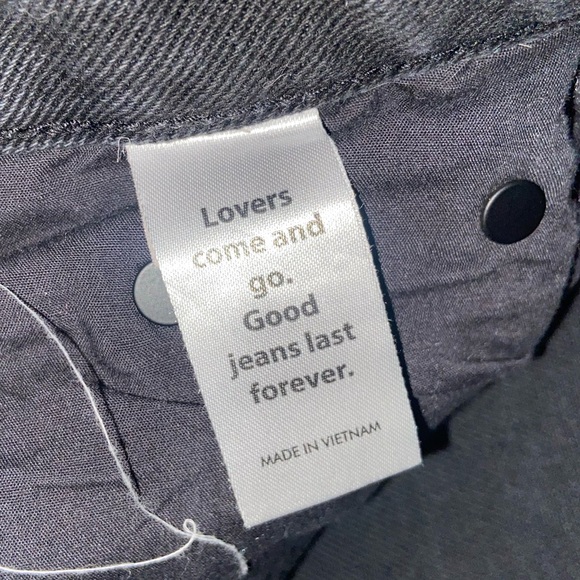 Lovers
come and
go.
Good
jeans last
forever.
MADE IN VIETNAM